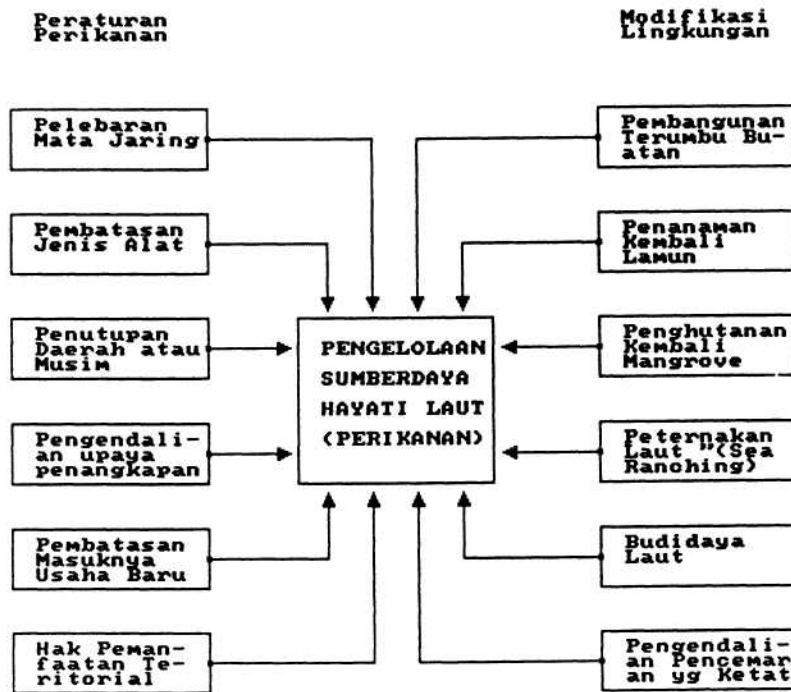 Peraturan
Perikanan
Modifikasi
Lingkungan
Pelebaran
Mata Jaring
Pembatasan
Jenis Alat
Penutupan
Daerah atau
Musim
Pengendali-
an upaya
penangkapan
Pembatasan
Masuknya
Usaha Baru
Hak Peman-
faatan Te-
ritorial
PENGELOLAAN
SUMBERDAYA
HAYATI LAUT
(PERIKANAN)
Pembangunan
Terumbu Bu-
atan
Penanaman
Kembali
Lamun
Penghutanan
Kembali
Mangrove
Peternakan
Laut "(Sea
Ranching)
Budidaya
Laut
Pengendali-
an Pencemar
an yg Ketat